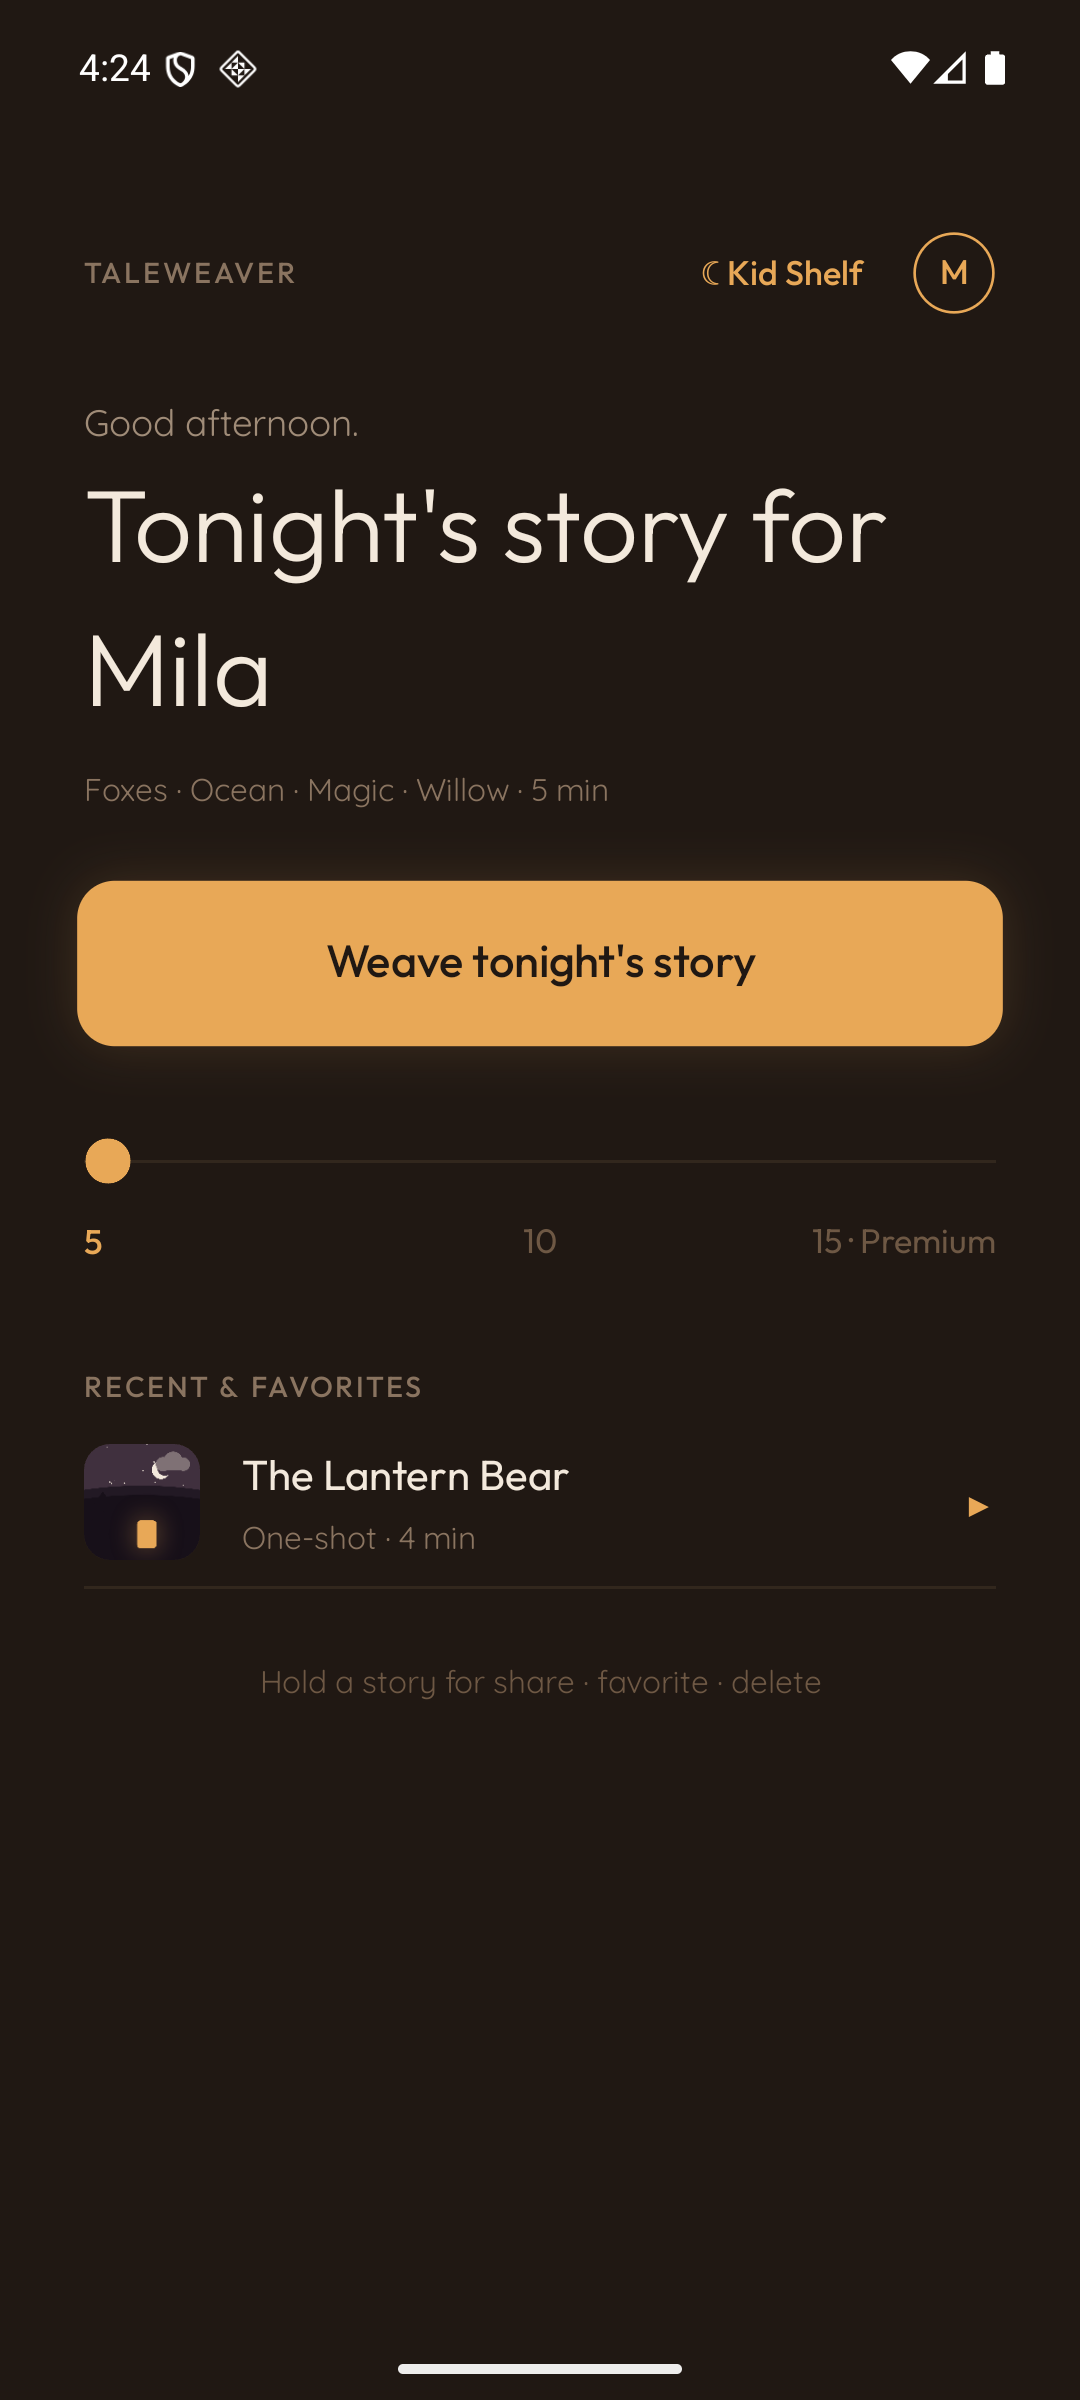 4:24
TALEWEAVER
☾ Kid Shelf
M
Good afternoon.
Tonight's story for
Mila
Foxes · Ocean · Magic · Willow · 5 min
Weave tonight's story
5 10 15 · Premium
RECENT & FAVORITES
The Lantern Bear
One-shot · 4 min
Hold a story for share · favorite · delete